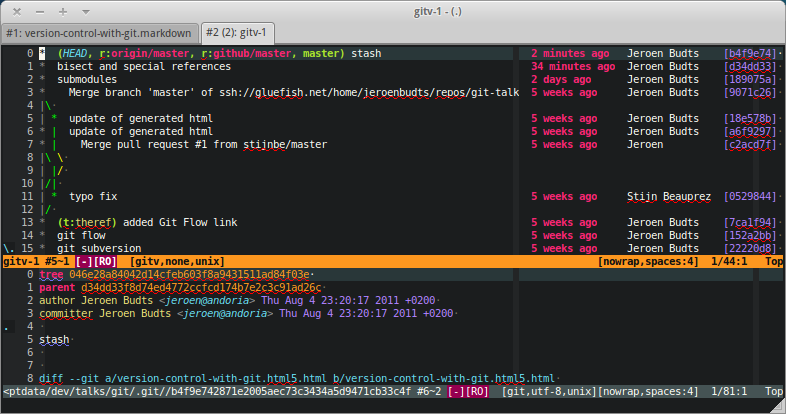 gitv-1 - (.)
#1: version-control-with-git.markdown #2 (2): gitv-1
0 * (HEAD, r:origin/master, r:github/master, master) stash 2 minutes ago Jeroen Budts [b4f9e74]
1 * bisect and special references 34 minutes ago Jeroen Budts [d34dd33]
2 * submodules 2 days ago Jeroen Budts [189075a]
3 * Merge branch 'master' of ssh://gluefish.net/home/jeroenbudts/repos/git-talk 5 weeks ago Jeroen Budts [9071c26]
4 |\
5 | * update of generated html 5 weeks ago Jeroen Budts [18e578b]
6 * | update of generated html 5 weeks ago Jeroen Budts [a6f9297]
7 * | Merge pull request #1 from stijnbe/master 5 weeks ago Jeroen [c2acd7f]
8 |\ \
9 | |/
10 |/|
11 | * typo fix 5 weeks ago Stijn Beauprez [0529844]
12 |/
13 * (t:theref) added Git Flow link 5 weeks ago Jeroen Budts [7ca1f94]
14 * git flow 5 weeks ago Jeroen Budts [152a2bb]
\. 15 * git subversion 5 weeks ago Jeroen Budts [22220d8]
gitv-1 #5~1 [-][RO] [gitv,none,unix] [nowrap,spaces:4] 1/44:1 Top
0 tree 046e28a84042d14cfeb603f8a9431511ad84f03e
1 parent d34dd33f8d74ed4772ccfcd174b7e2c3c91ad26c
2 author Jeroen Budts <jeroen@andoria> Thu Aug 4 23:20:17 2011 +0200
3 committer Jeroen Budts <jeroen@andoria> Thu Aug 4 23:20:17 2011 +0200
. 4
5 stash
6
7
8 diff --git a/version-control-with-git.html5.html b/version-control-with-git.html5.html
<ptdata/dev/talks/git/.git//b4f9e742871e2005aec73c3434a5d9471cb33c4f #6~2 [-][RO] [git,utf-8,unix][nowrap,spaces:4] 1/81:1 Top